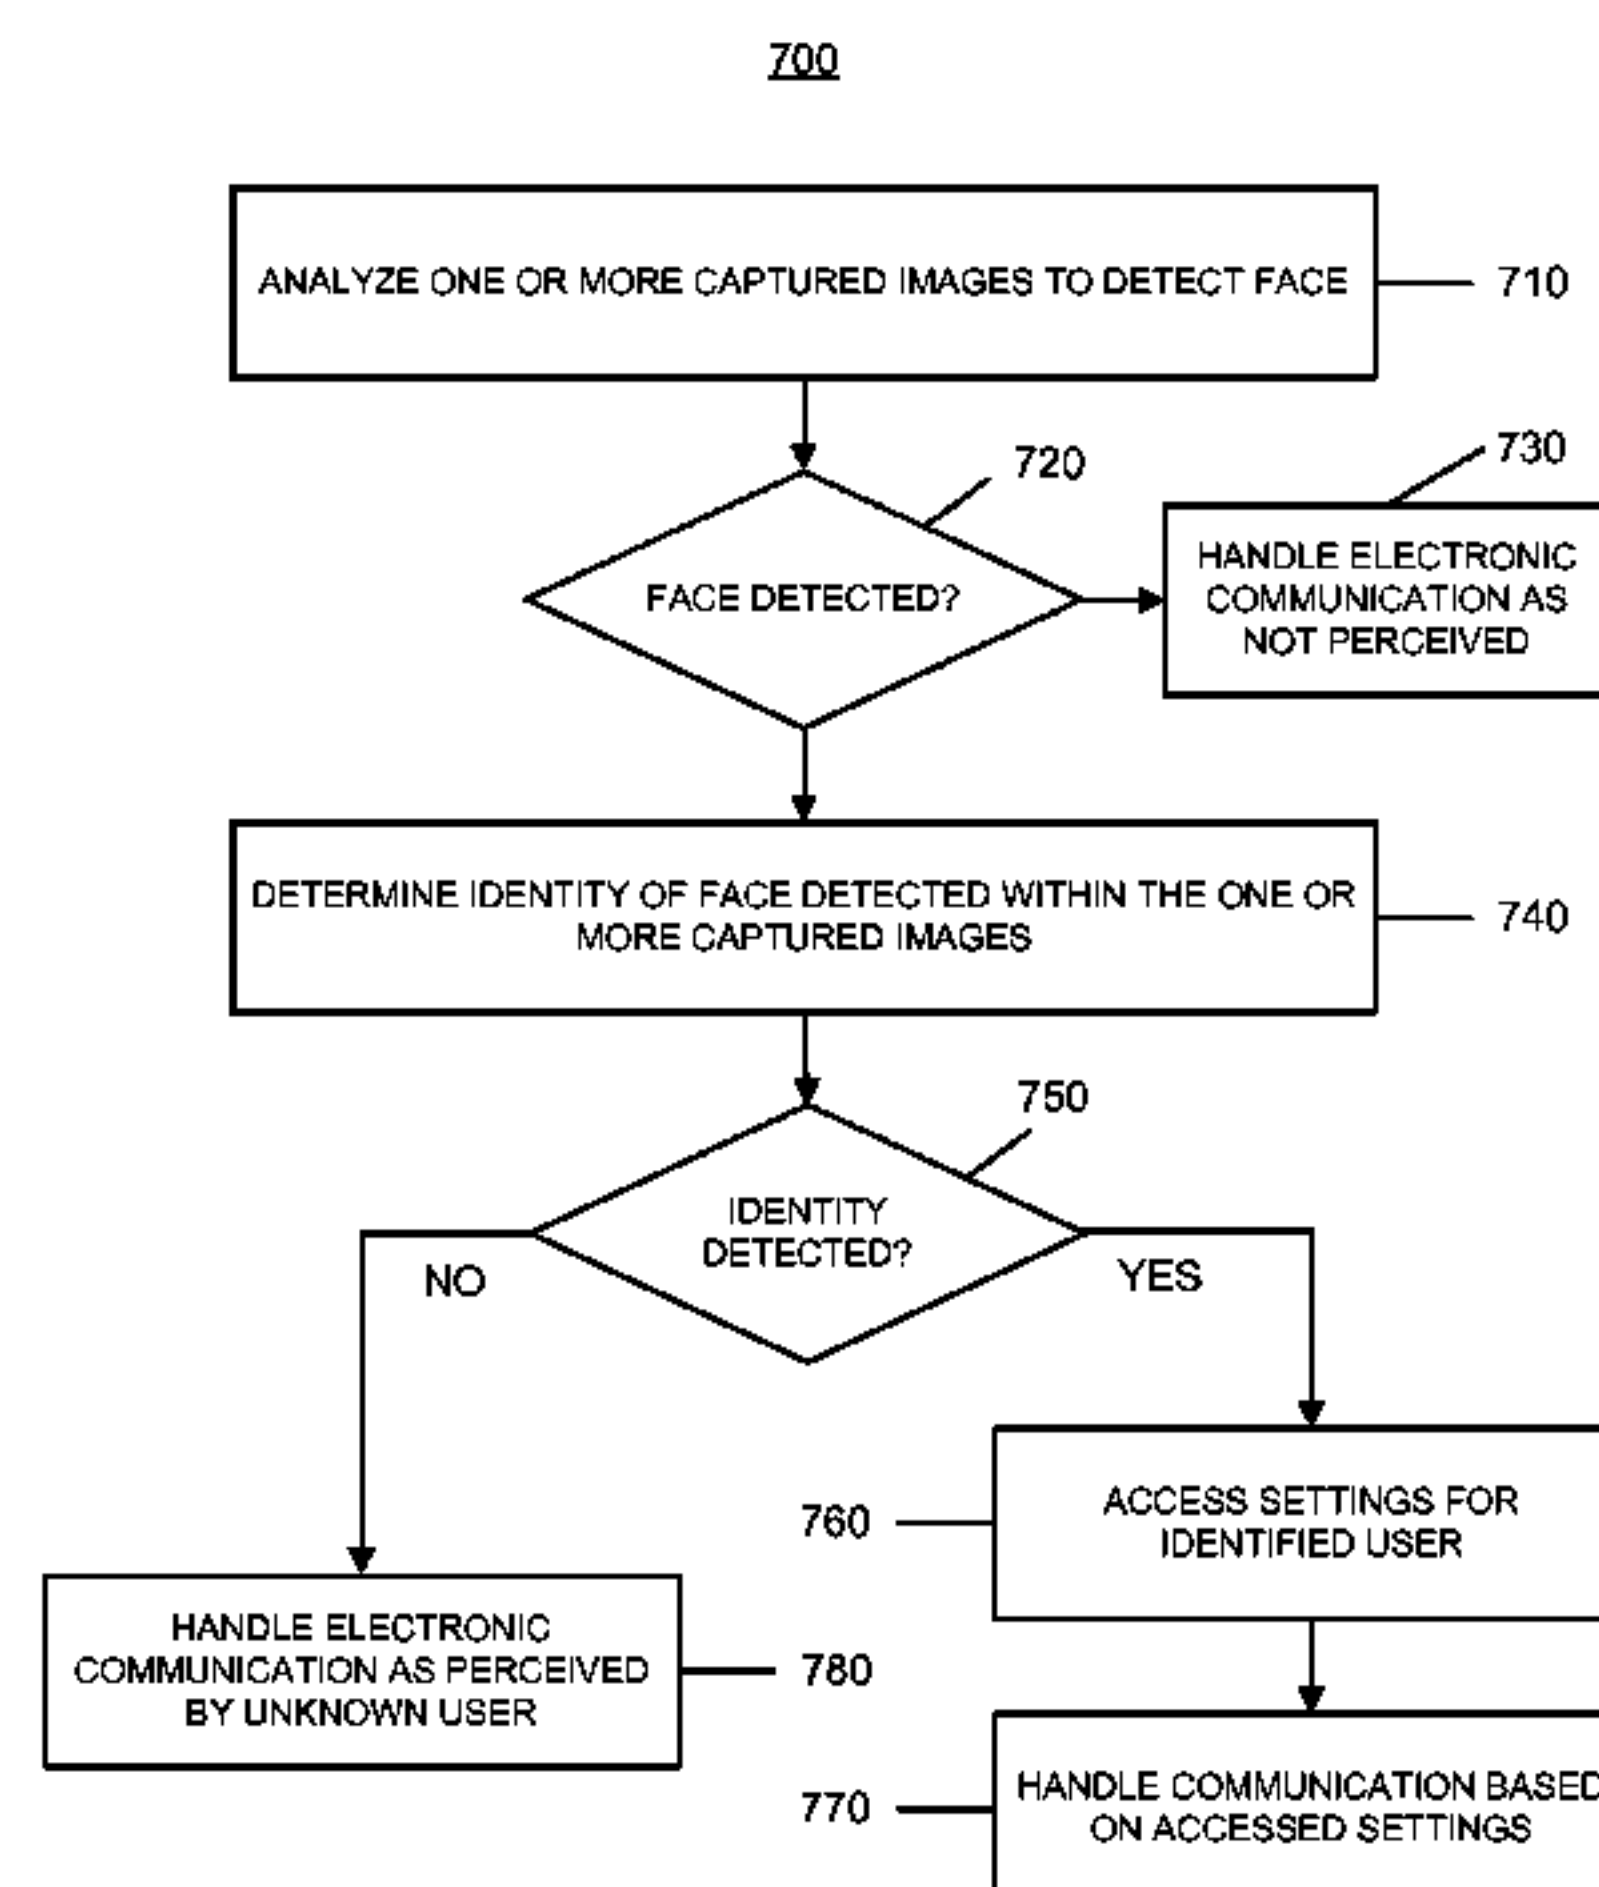 700
ANALYZE ONE OR MORE CAPTURED IMAGES TO DETECT FACE
710
720
730
FACE DETECTED?
HANDLE ELECTRONIC
COMMUNICATION AS
NOT PERCEIVED
DETERMINE IDENTITY OF FACE DETECTED WITHIN THE ONE OR
MORE CAPTURED IMAGES
740
750
IDENTITY
DETECTED?
NO
YES
760
ACCESS SETTINGS FOR
IDENTIFIED USER
HANDLE ELECTRONIC
COMMUNICATION AS PERCEIVED
BY UNKNOWN USER
780
770
HANDLE COMMUNICATION BASED
ON ACCESSED SETTINGS